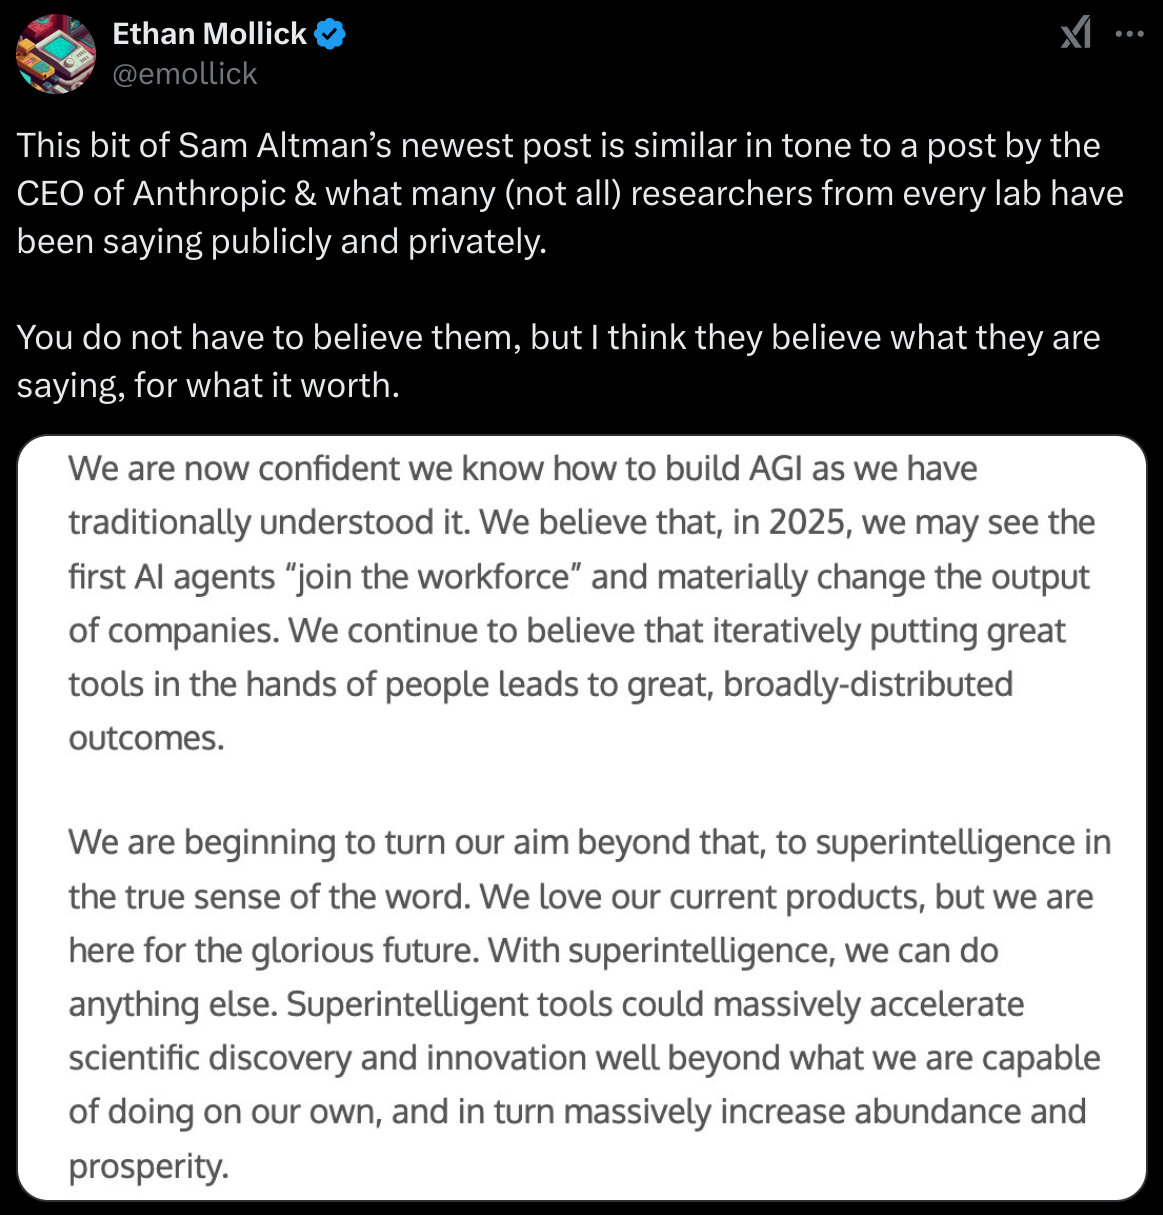 Ethan Mollick
@emollick
This bit of Sam Altman’s newest post is similar in tone to a post by the
CEO of Anthropic & what many (not all) researchers from every lab have
been saying publicly and privately.
You do not have to believe them, but I think they believe what they are
saying, for what it worth.
We are now confident we know how to build AGI as we have
traditionally understood it. We believe that, in 2025, we may see the
first AI agents “join the workforce” and materially change the output
of companies. We continue to believe that iteratively putting great
tools in the hands of people leads to great, broadly-distributed
outcomes.
We are beginning to turn our aim beyond that, to superintelligence in
the true sense of the word. We love our current products, but we are
here for the glorious future. With superintelligence, we can do
anything else. Superintelligent tools could massively accelerate
scientific discovery and innovation well beyond what we are capable
of doing on our own, and in turn massively increase abundance and
prosperity.